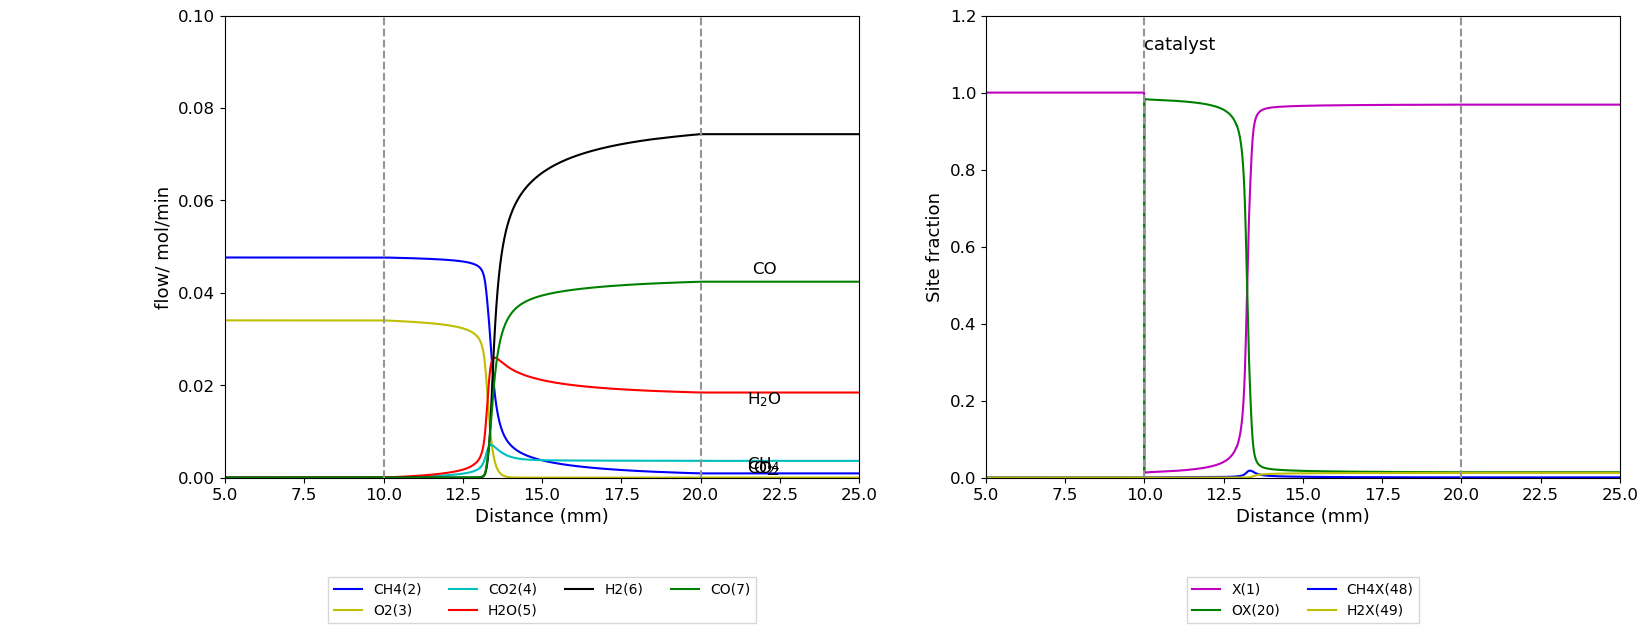 0.10
0.08
0.06
0.04
0.02
0.00
flow/ mol/min
CO
H₂O
5.0 7.5 10.0 12.5 15.0 17.5 20.0 22.5 25.0
Distance (mm)
CH4(2) CO2(4) H2(6) CO(7)
O2(3) H2O(5)
1.2
1.0
0.8
0.6
0.4
0.2
0.0
Site fraction
catalyst
5.0 7.5 10.0 12.5 15.0 17.5 20.0 22.5 25.0
Distance (mm)
X(1) CH4X(48)
OX(20) H2X(49)